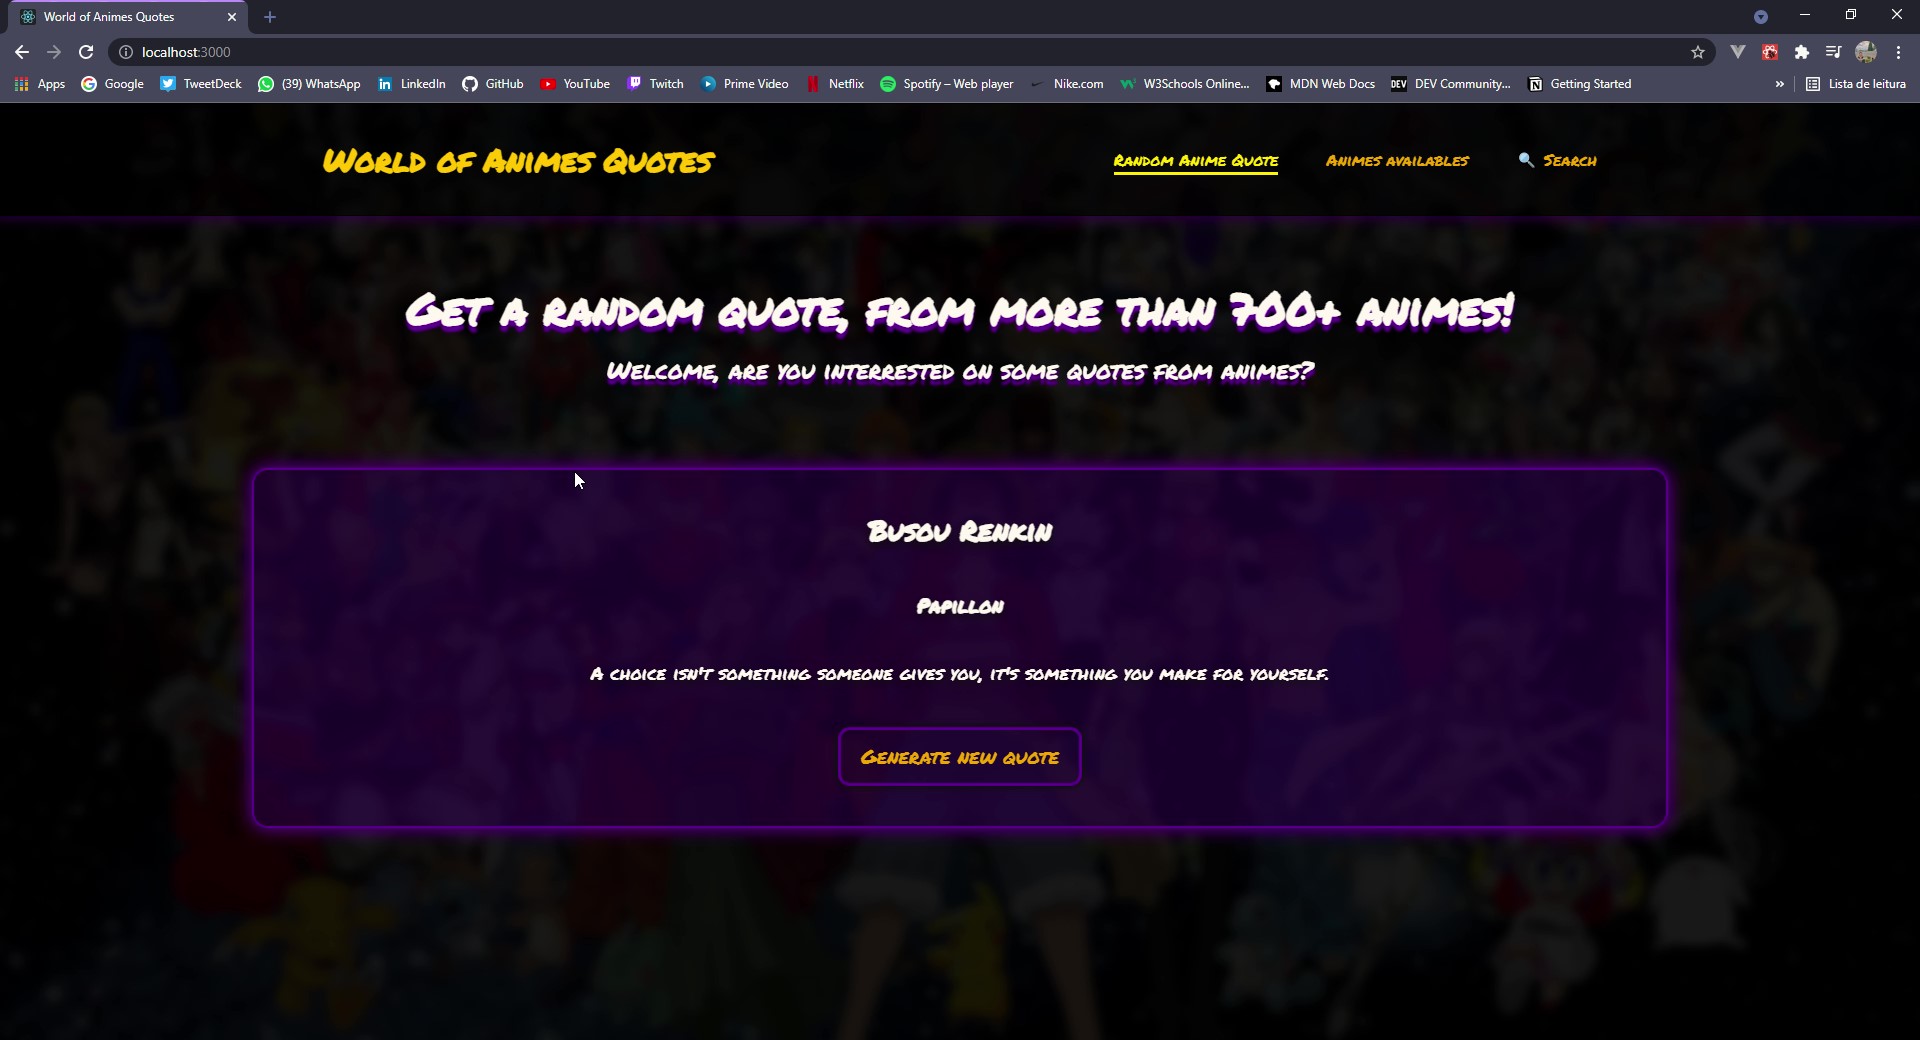 World of Animes Quotes
localhost:3000
Apps Google TweetDeck (39) WhatsApp LinkedIn GitHub YouTube Twitch Prime Video Netflix Spotify – Web player Nike.com W3Schools Online... MDN Web Docs DEV DEV Community... Getting Started » Lista de leitura
World of Animes Quotes Random Anime Quote Animes availables Search
Get a random quote, from more than 700+ animes!
Welcome, are you interrested on some quotes from animes?
Busou Renkin
Papillon
A choice isn't something someone gives you, it's something you make for yourself.
Generate new quote